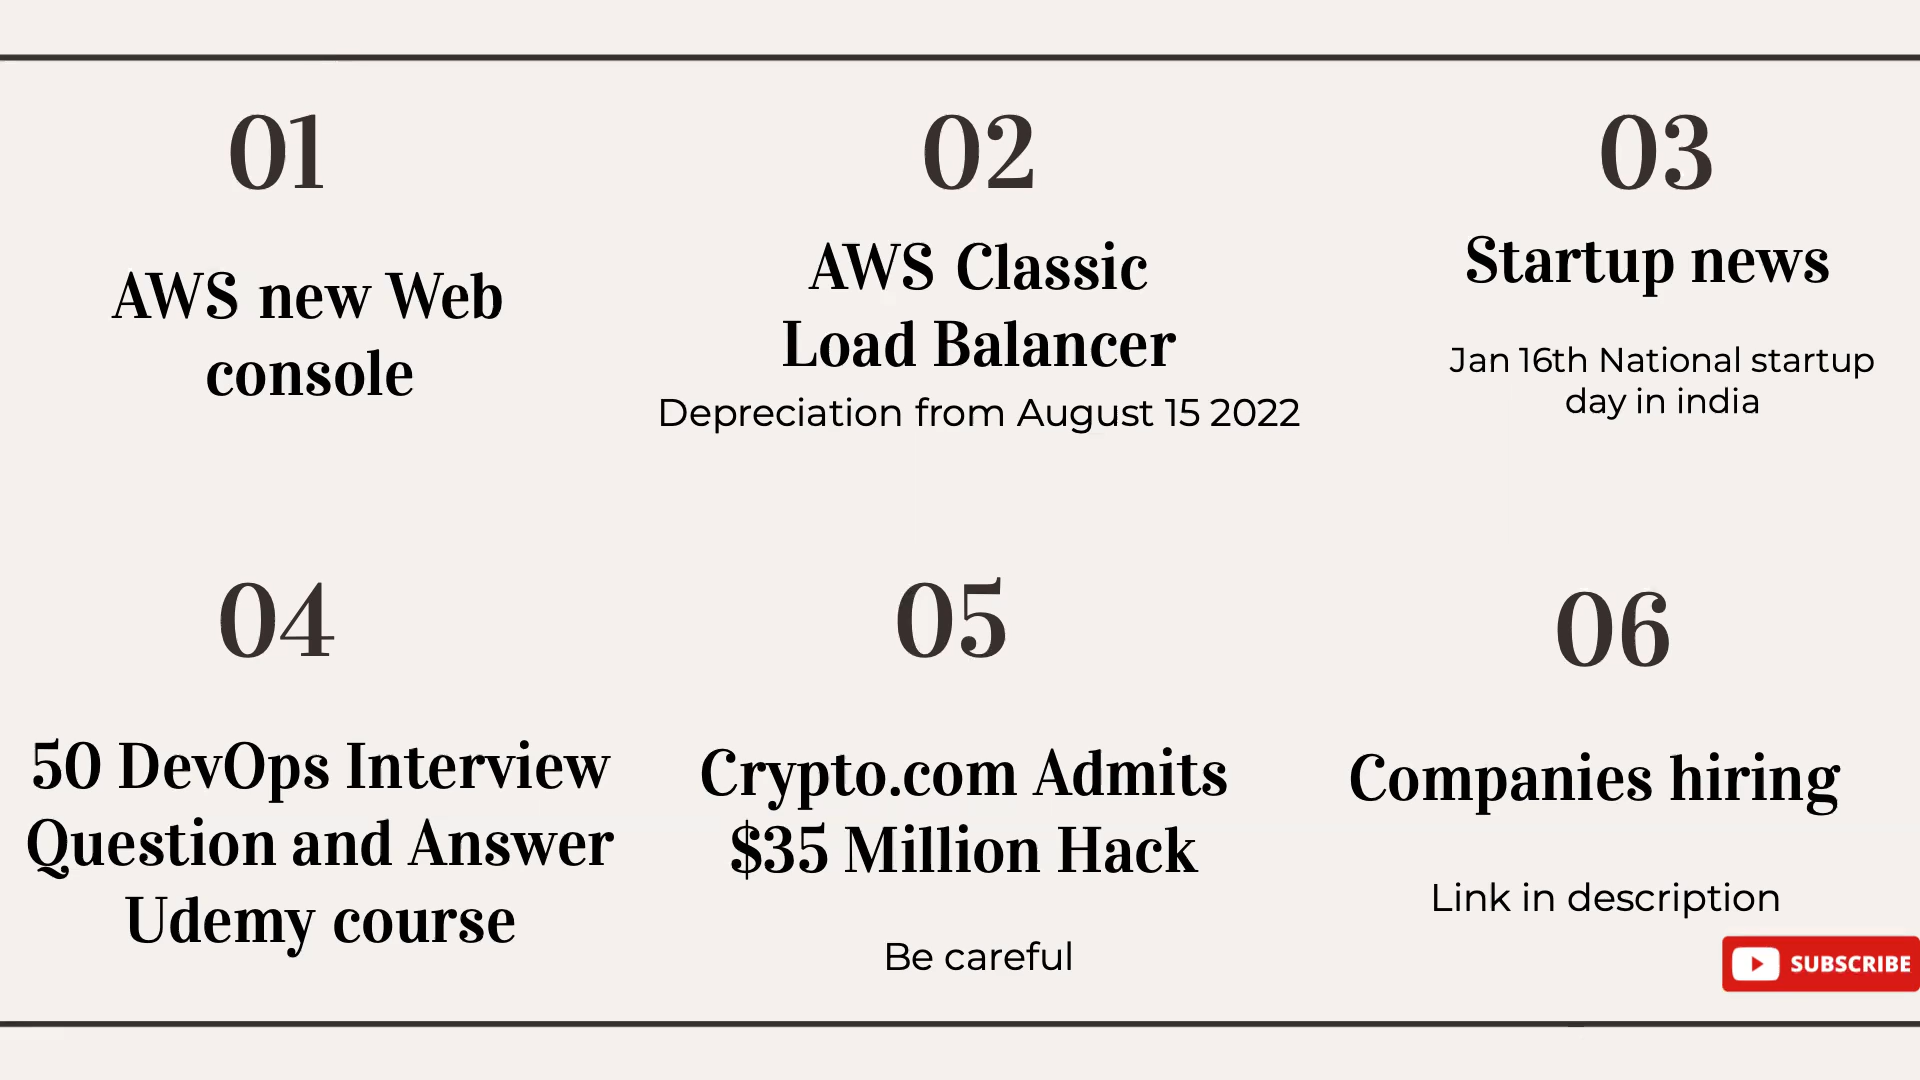 01
AWS new Web
console
02
AWS Classic
Load Balancer
Depreciation from August 15 2022
03
Startup news
Jan 16th National startup
day in india
04
50 DevOps Interview
Question and Answer
Udemy course
05
Crypto.com Admits
$35 Million Hack
Be careful
06
Companies hiring
Link in description
SUBSCRIBE